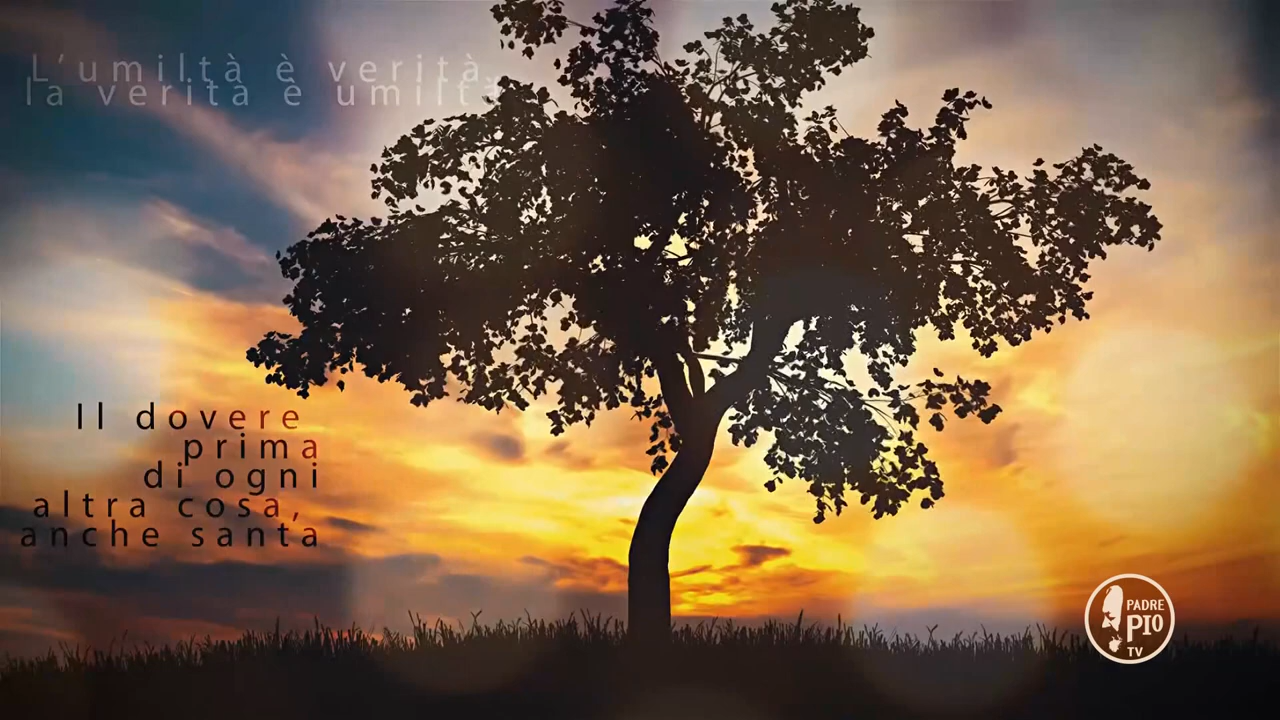 L'umiltà è verità,
la verità è umiltà
Il dovere
prima
di ogni
altra cosa,
anche santa
PADRE
PIO
TV